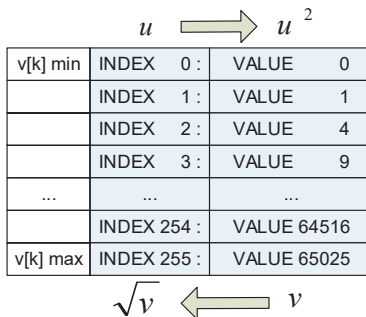 u u²
v[k] min INDEX 0 : VALUE 0
INDEX 1 : VALUE 1
INDEX 2 : VALUE 4
INDEX 3 : VALUE 9
... ... ...
INDEX 254 : VALUE 64516
v[k] max INDEX 255 : VALUE 65025
√v v